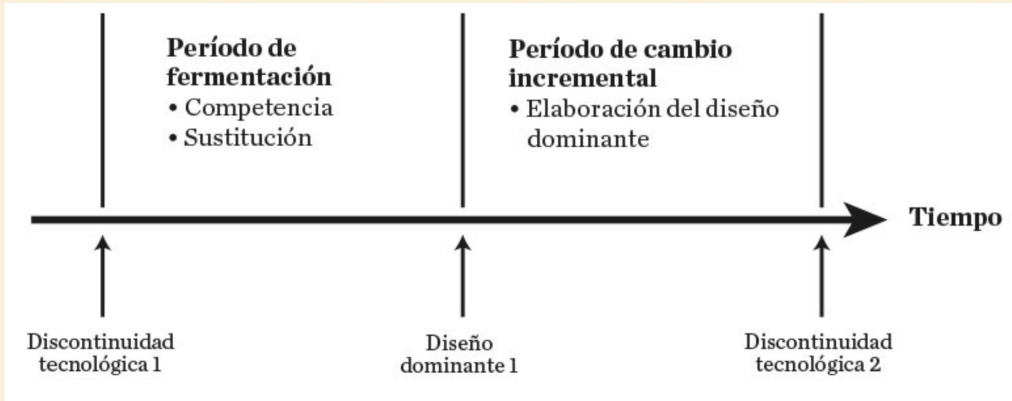 Período de
fermentación
• Competencia
• Sustitución
Período de cambio
incremental
• Elaboración del diseño
dominante
Tiempo
Discontinuidad
tecnológica 1
Diseño
dominante 1
Discontinuidad
tecnológica 2